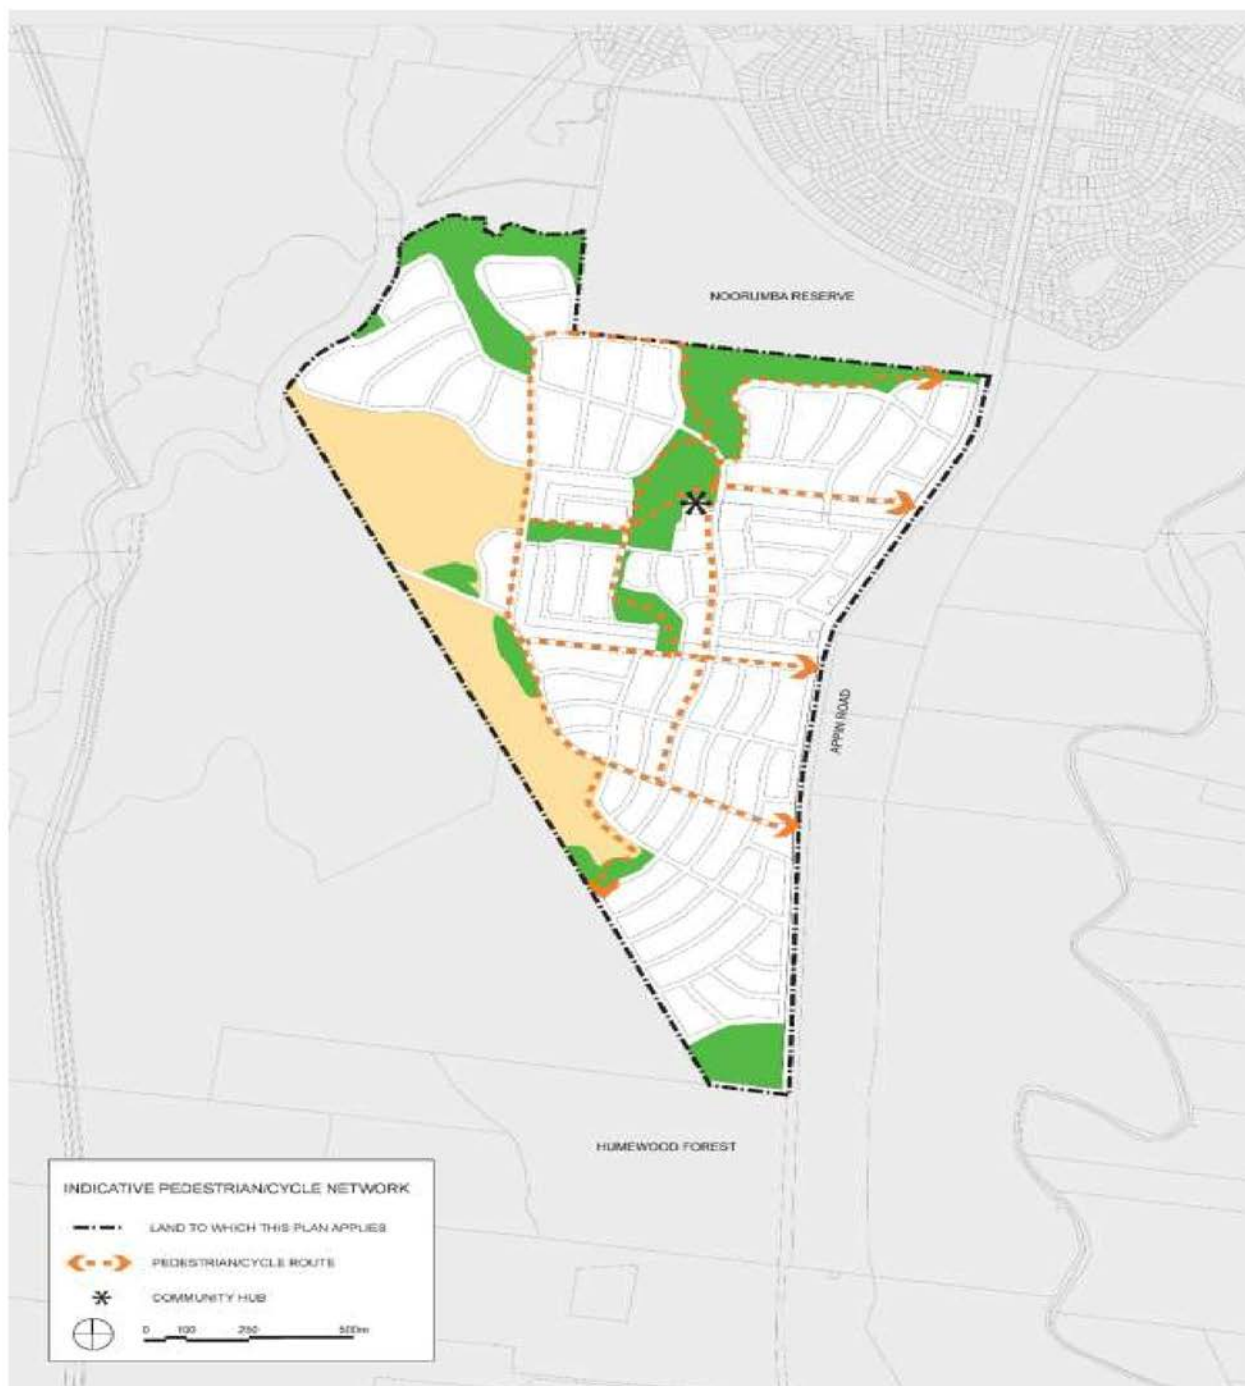 NOORUMBA RESERVE
APPIN ROAD
HUMEWOOD FOREST
INDICATIVE PEDESTRIAN/CYCLE NETWORK
LAND TO WHICH THIS PLAN APPLIES
PEDESTRIAN/CYCLE ROUTE
COMMUNITY HUB
0 100 250 500m